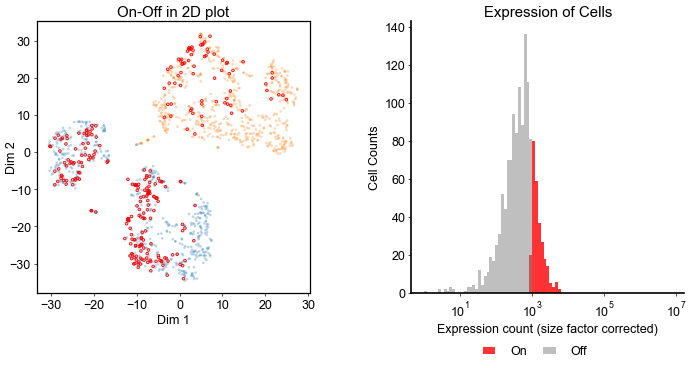 On-Off in 2D plot
Dim 2
30
20
10
0
−10
−20
−30
−30 −20 −10 0 10 20 30
Dim 1
Expression of Cells
Cell Counts
140
120
100
80
60
40
20
0
10¹ 10³ 10⁵ 10⁷
Expression count (size factor corrected)
On Off